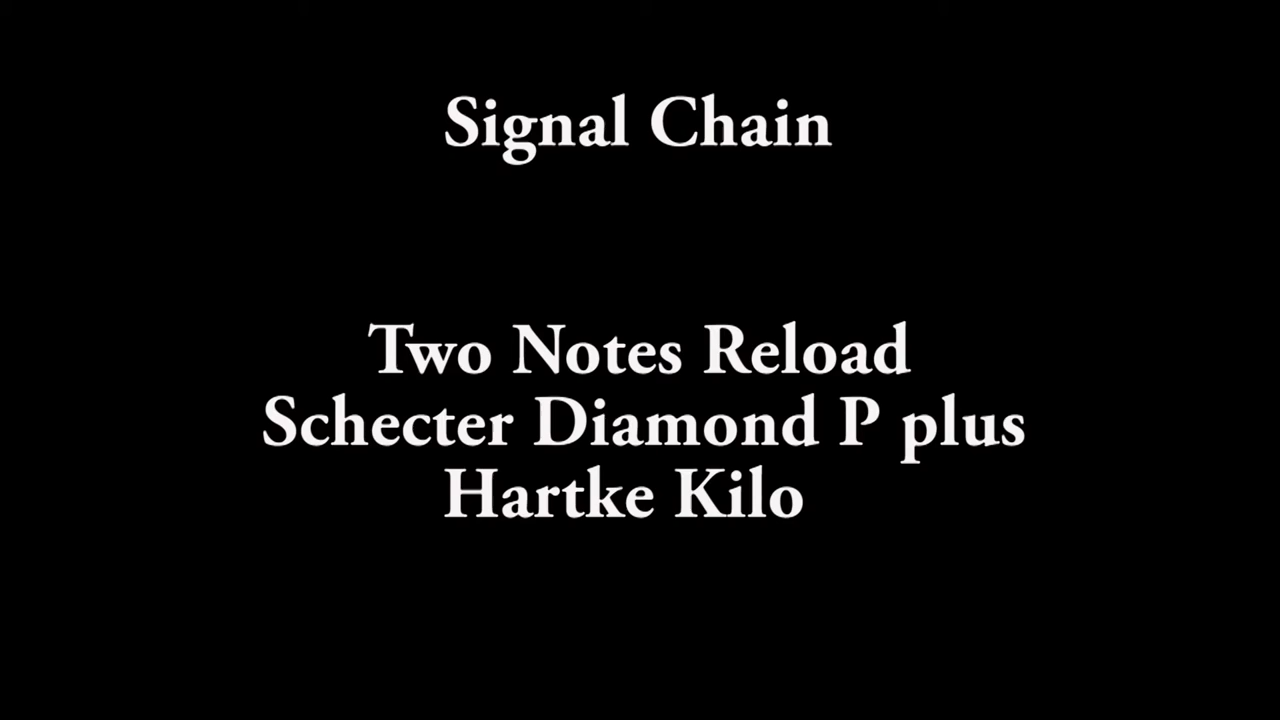 Signal Chain
Two Notes Reload
Schecter Diamond P plus
Hartke Kilo